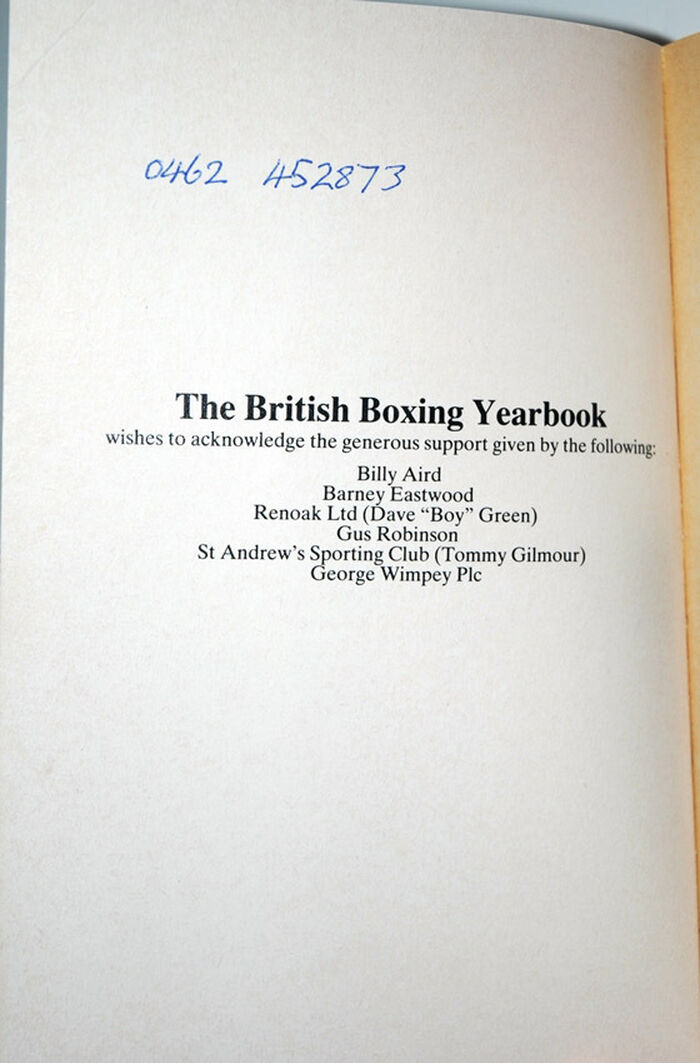 0462 452873
The British Boxing Yearbook
wishes to acknowledge the generous support given by the following:
Billy Aird
Barney Eastwood
Renoak Ltd (Dave “Boy” Green)
Gus Robinson
St Andrew’s Sporting Club (Tommy Gilmour)
George Wimpey Plc